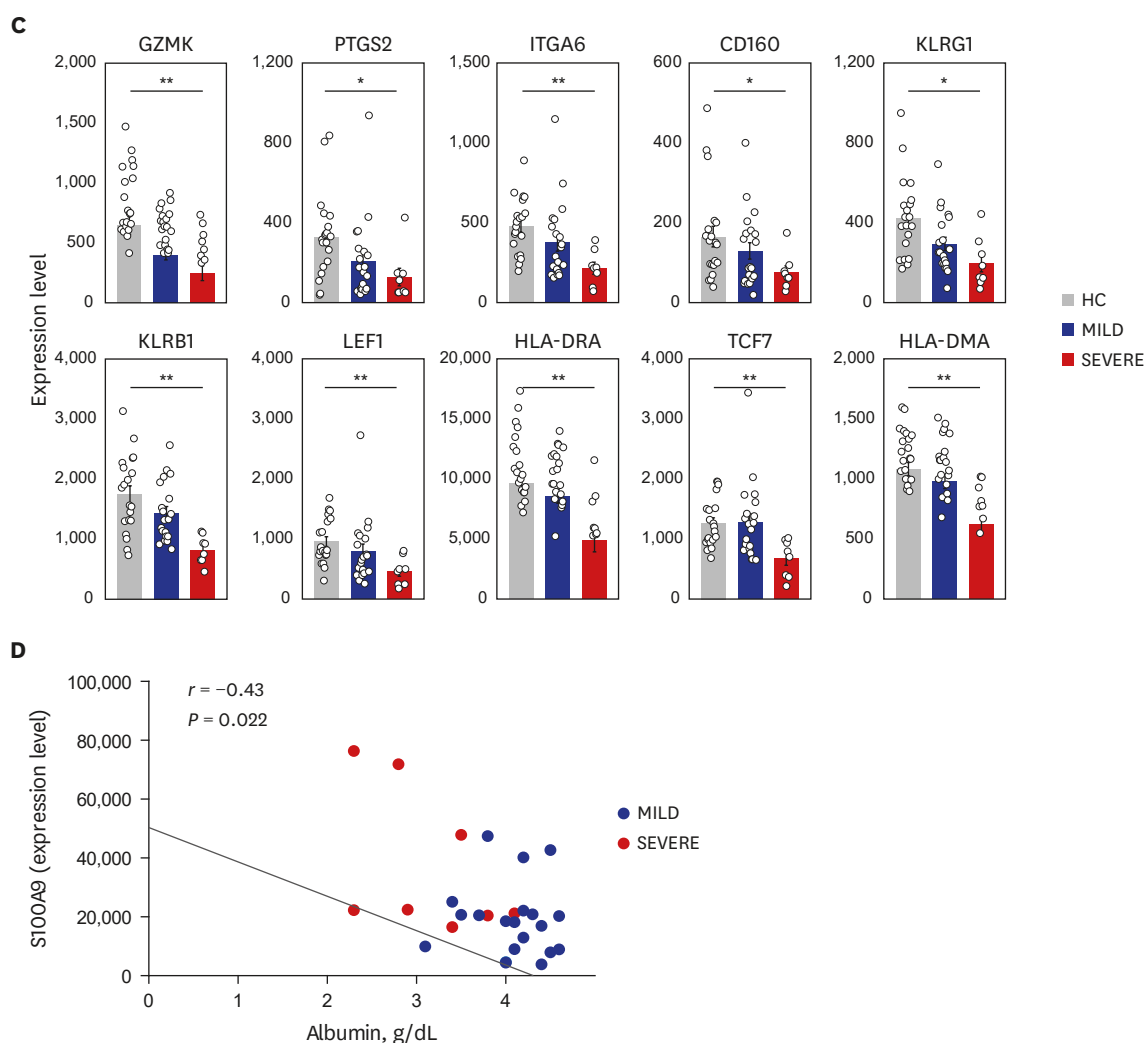 C
GZMK
PTGS2
ITGA6
CD160
KLRG1
Expression level
2,000
1,500
1,000
500
0
**
1,200
800
400
0
*
1,500
1,000
500
0
**
600
400
200
0
*
1,200
800
400
0
*
HC
MILD
SEVERE
KLRB1
LEF1
HLA-DRA
TCF7
HLA-DMA
4,000
3,000
2,000
1,000
0
**
4,000
3,000
2,000
1,000
0
**
20,000
15,000
10,000
5,000
0
**
4,000
3,000
2,000
1,000
0
**
2,000
1,500
1,000
500
0
**
D
S100A9 (expression level)
100,000
80,000
60,000
40,000
20,000
0
r = −0.43
P = 0.022
MILD
SEVERE
0 1 2 3 4
Albumin, g/dL